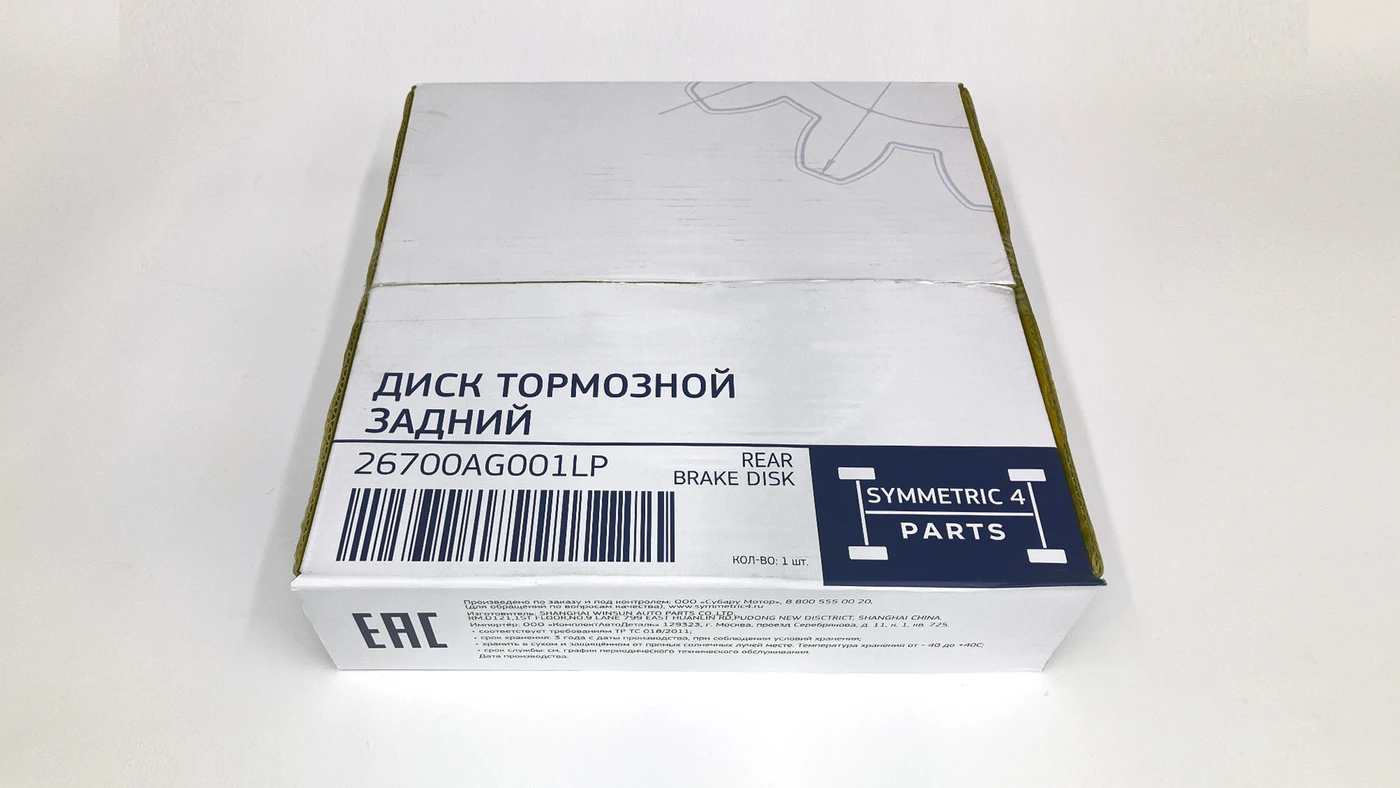 ДИСК ТОРМОЗНОЙ
ЗАДНИЙ
26700AG001LP
REAR
BRAKE DISK
SYMMETRIC 4
PARTS
КОЛ-ВО: 1 шт.
EAC
Произведено по заказу и под контролем: ООО «Субару Мотор», 8 800 555 00 20,
(для обращений по вопросам качества), www.symmetric4.ru
Изготовитель: SHANGHAI WINSUN AUTO PARTS CO.,LTD.
RM.D121,1ST FLOOR,NO.9 LANE 799 EAST HUANLIN RD,PUDONG NEW DISCTRICT, SHANGHAI CHINA.
Импортёр: ООО «КомплектАвтоДеталь» 129323, г. Москва, проезд Серебрякова, д. 11, к. 1, кв. 725.
• соответствует требованиям ТР ТС 018/2011;
• срок хранения: 3 года с даты производства, при соблюдении условий хранения;
• хранить в сухом и защищённом от прямых солнечных лучей месте. Температура хранения от - 40 до +40С;
• срок службы: см. график периодического технического обслуживания.
Дата производства: